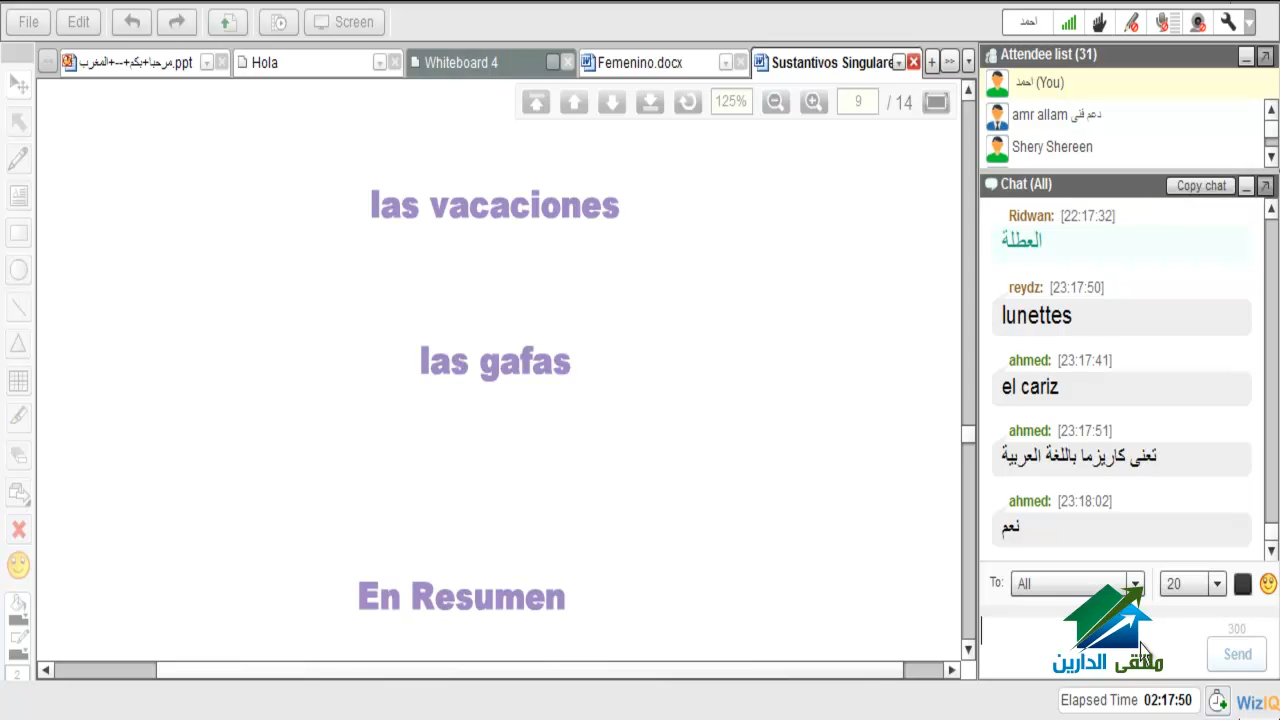 File Edit Screen احمد
مرحبا+بكم+--+المغرب.ppt Hola Whiteboard 4 Femenino.docx Sustantivos Singulare
125% 9 / 14
las vacaciones
las gafas
En Resumen
Attendee list (31)
احمد (You)
amr allam دعم فنى
Shery Shereen
Chat (All) Copy chat
Ridwan: [22:17:32]
العطلة
reydz: [23:17:50]
lunettes
ahmed: [23:17:41]
el cariz
ahmed: [23:17:51]
تعنى كاريزما باللغة العربية
ahmed: [23:18:02]
نعم
To: All 20
300
Send
ملتقى الدارين
2
Elapsed Time 02:17:50 WizIQ